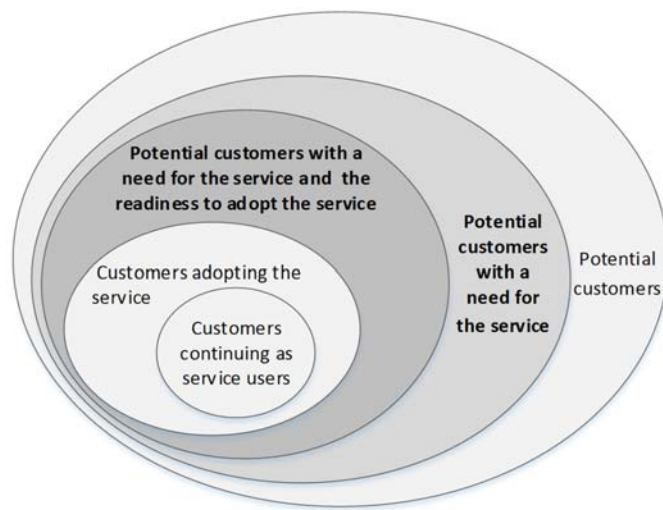 Potential customers with a
need for the service and the
readiness to adopt the service
Customers adopting the
service
Customers
continuing as
service users
Potential
customers
with a
need for
the service
Potential
customers